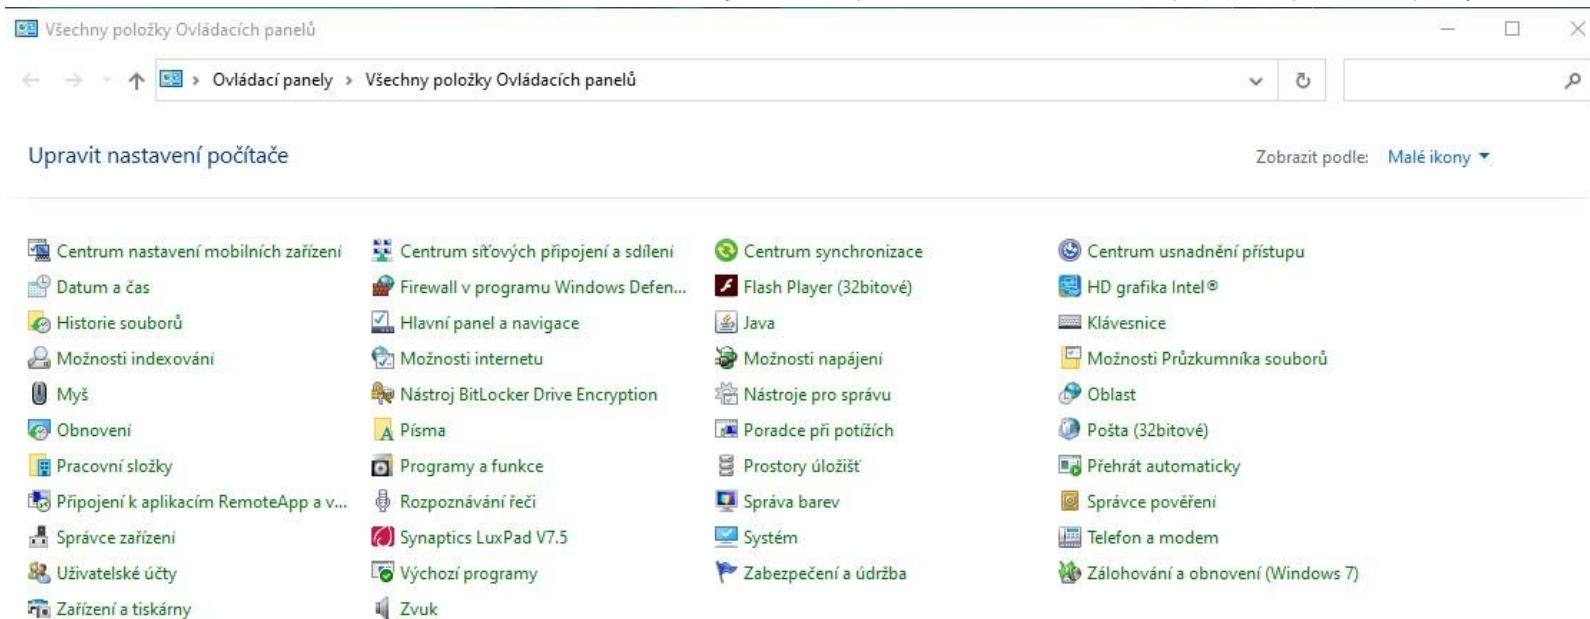 Všechny položky Ovládacích panelů
Ovládací panely › Všechny položky Ovládacích panelů
Upravit nastavení počítače
Zobrazit podle: Malé ikony
Centrum nastavení mobilních zařízení Centrum síťových připojení a sdílení Centrum synchronizace Centrum usnadnění přístupu
Datum a čas Firewall v programu Windows Defen... Flash Player (32bitové) HD grafika Intel®
Historie souborů Hlavní panel a navigace Java Klávesnice
Možnosti indexování Možnosti internetu Možnosti napájení Možnosti Průzkumníka souborů
Myš Nástroj BitLocker Drive Encryption Nástroje pro správu Oblast
Obnovení Písma Poradce při potížích Pošta (32bitové)
Pracovní složky Programy a funkce Prostory úložišť Přehrát automaticky
Připojení k aplikacím RemoteApp a v... Rozpoznávání řeči Správa barev Správce pověření
Správce zařízení Synaptics LuxPad V7.5 Systém Telefon a modem
Uživatelské účty Výchozí programy Zabezpečení a údržba Zálohování a obnovení (Windows 7)
Zařízení a tiskárny Zvuk